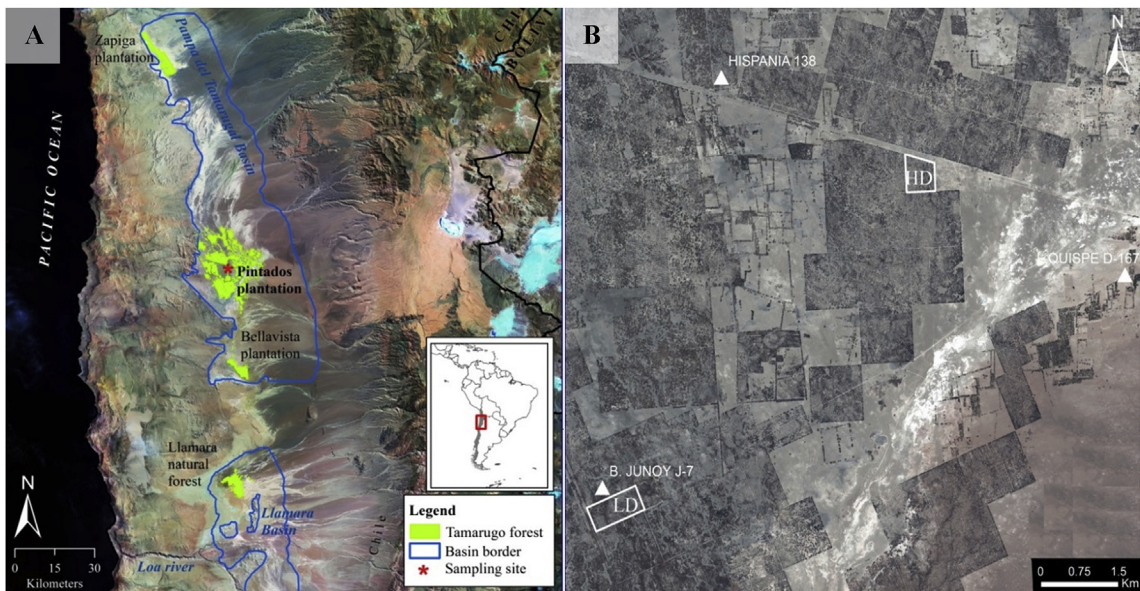 A
Zapiga
plantation
Pampa del Tamarugal Basin
CHILE
BOLIV
PACIFIC OCEAN
Pintados
plantation
Bellavista
plantation
Llamara
natural
forest
Llamara
Basin
Chile
Loa river
N
0 15 30
Kilometers
Legend
Tamarugo forest
Basin border
Sampling site
B
HISPANIA 138
N
HD
QUISPE D-167
B. JUNOY J-7
LD
0 0.75 1.5
Km